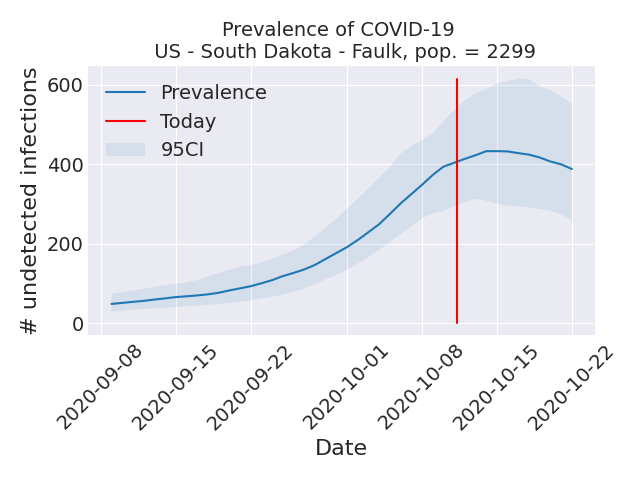 Prevalence of COVID-19
US - South Dakota - Faulk, pop. = 2299
# undetected infections
600
400
200
0
Prevalence
Today
95CI
2020-09-08
2020-09-15
2020-09-22
2020-10-01
2020-10-08
2020-10-15
2020-10-22
Date